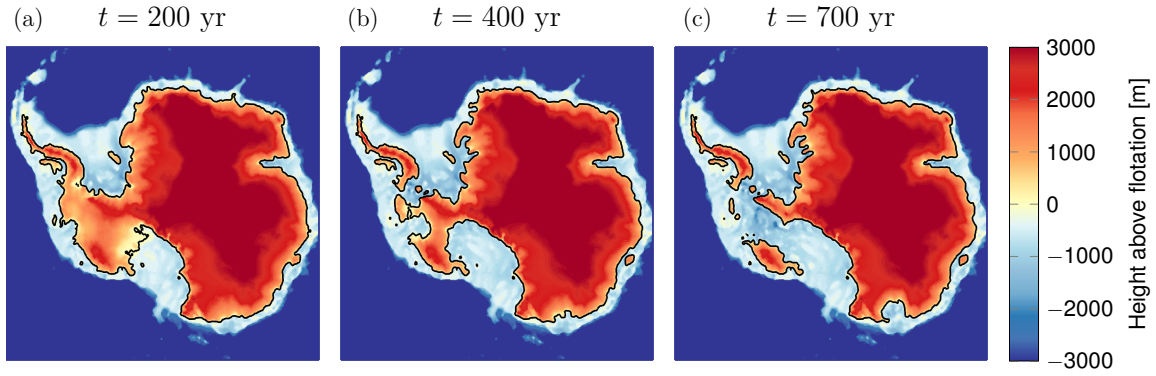 (a) t = 200 yr
(b) t = 400 yr
(c) t = 700 yr
3000
2000
1000
0
−1000
−2000
−3000
Height above flotation [m]